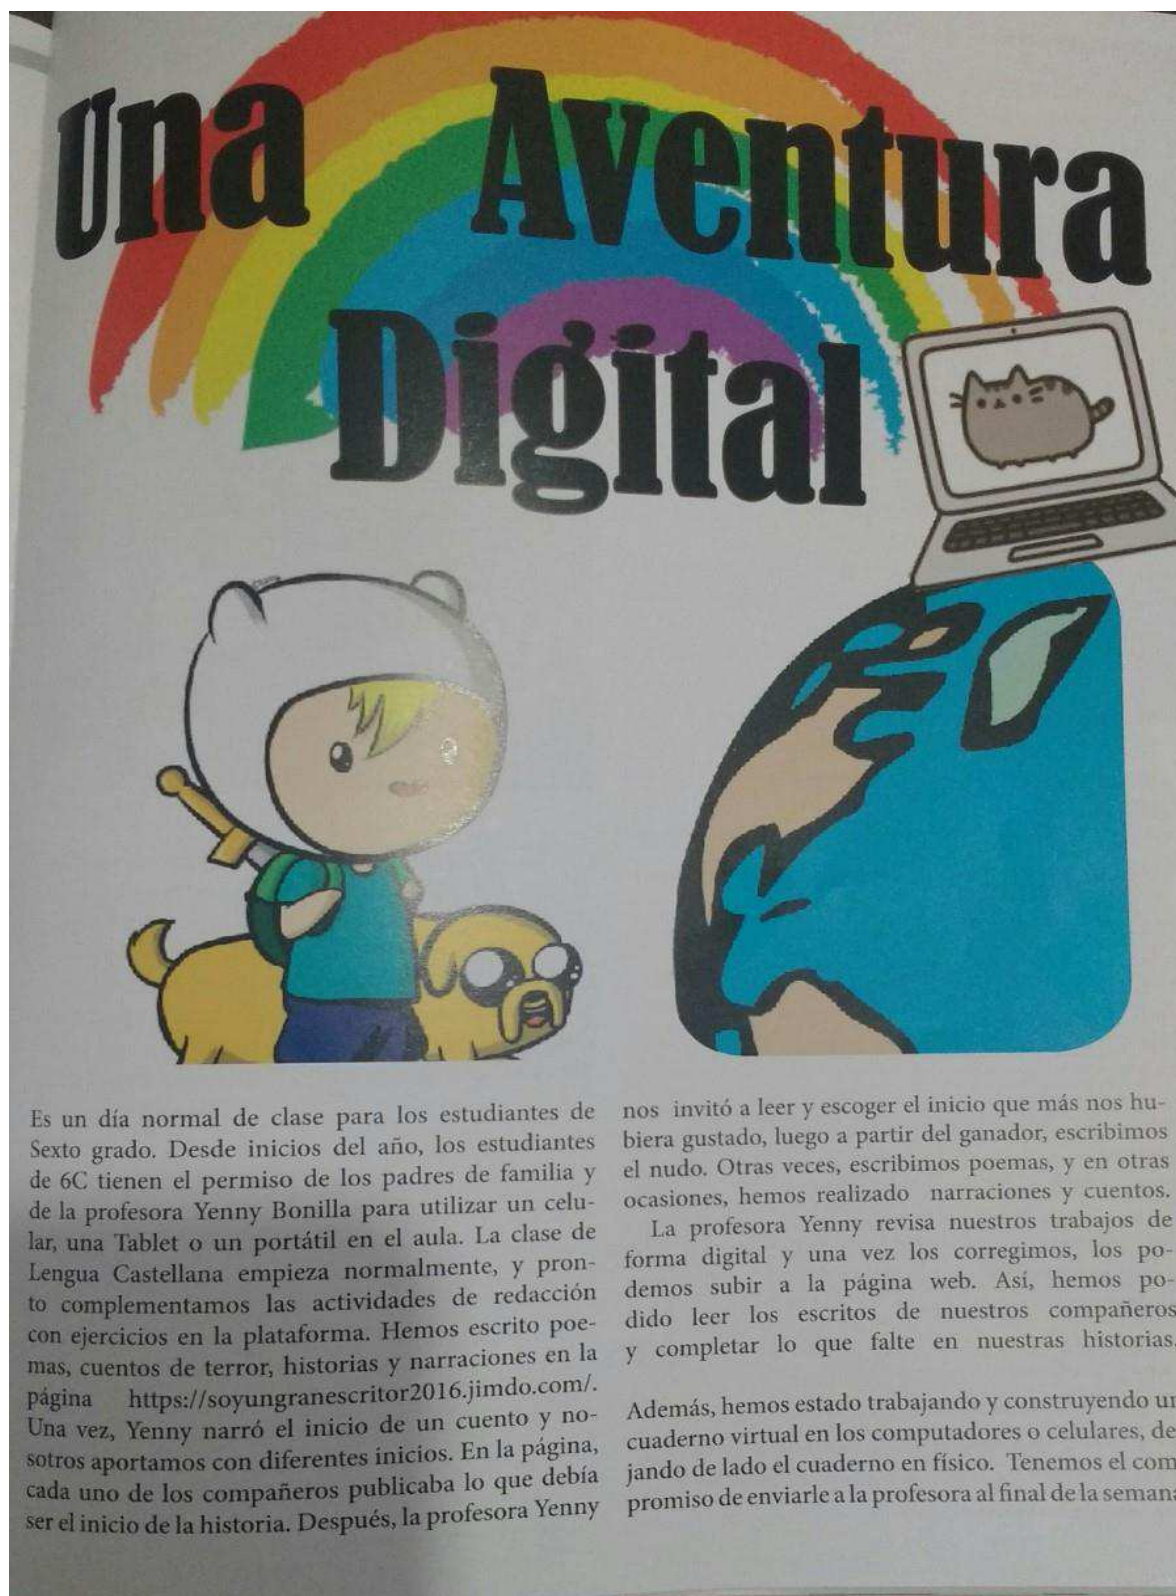 Una Aventura
Digital
Es un día normal de clase para los estudiantes de
Sexto grado. Desde inicios del año, los estudiantes
de 6C tienen el permiso de los padres de familia y
de la profesora Yenny Bonilla para utilizar un celu-
lar, una Tablet o un portátil en el aula. La clase de
Lengua Castellana empieza normalmente, y pron-
to complementamos las actividades de redacción
con ejercicios en la plataforma. Hemos escrito poe-
mas, cuentos de terror, historias y narraciones en la
página https://soyungranescritor2016.jimdo.com/.
Una vez, Yenny narró el inicio de un cuento y no-
sotros aportamos con diferentes inicios. En la página,
cada uno de los compañeros publicaba lo que debía
ser el inicio de la historia. Después, la profesora Yenny
nos invitó a leer y escoger el inicio que más nos hu-
biera gustado, luego a partir del ganador, escribimos
el nudo. Otras veces, escribimos poemas, y en otras
ocasiones, hemos realizado narraciones y cuentos.
La profesora Yenny revisa nuestros trabajos de
forma digital y una vez los corregimos, los po-
demos subir a la página web. Así, hemos po-
dido leer los escritos de nuestros compañeros
y completar lo que falte en nuestras historias.
Además, hemos estado trabajando y construyendo un
cuaderno virtual en los computadores o celulares, de
jando de lado el cuaderno en físico. Tenemos el com
promiso de enviarle a la profesora al final de la semana